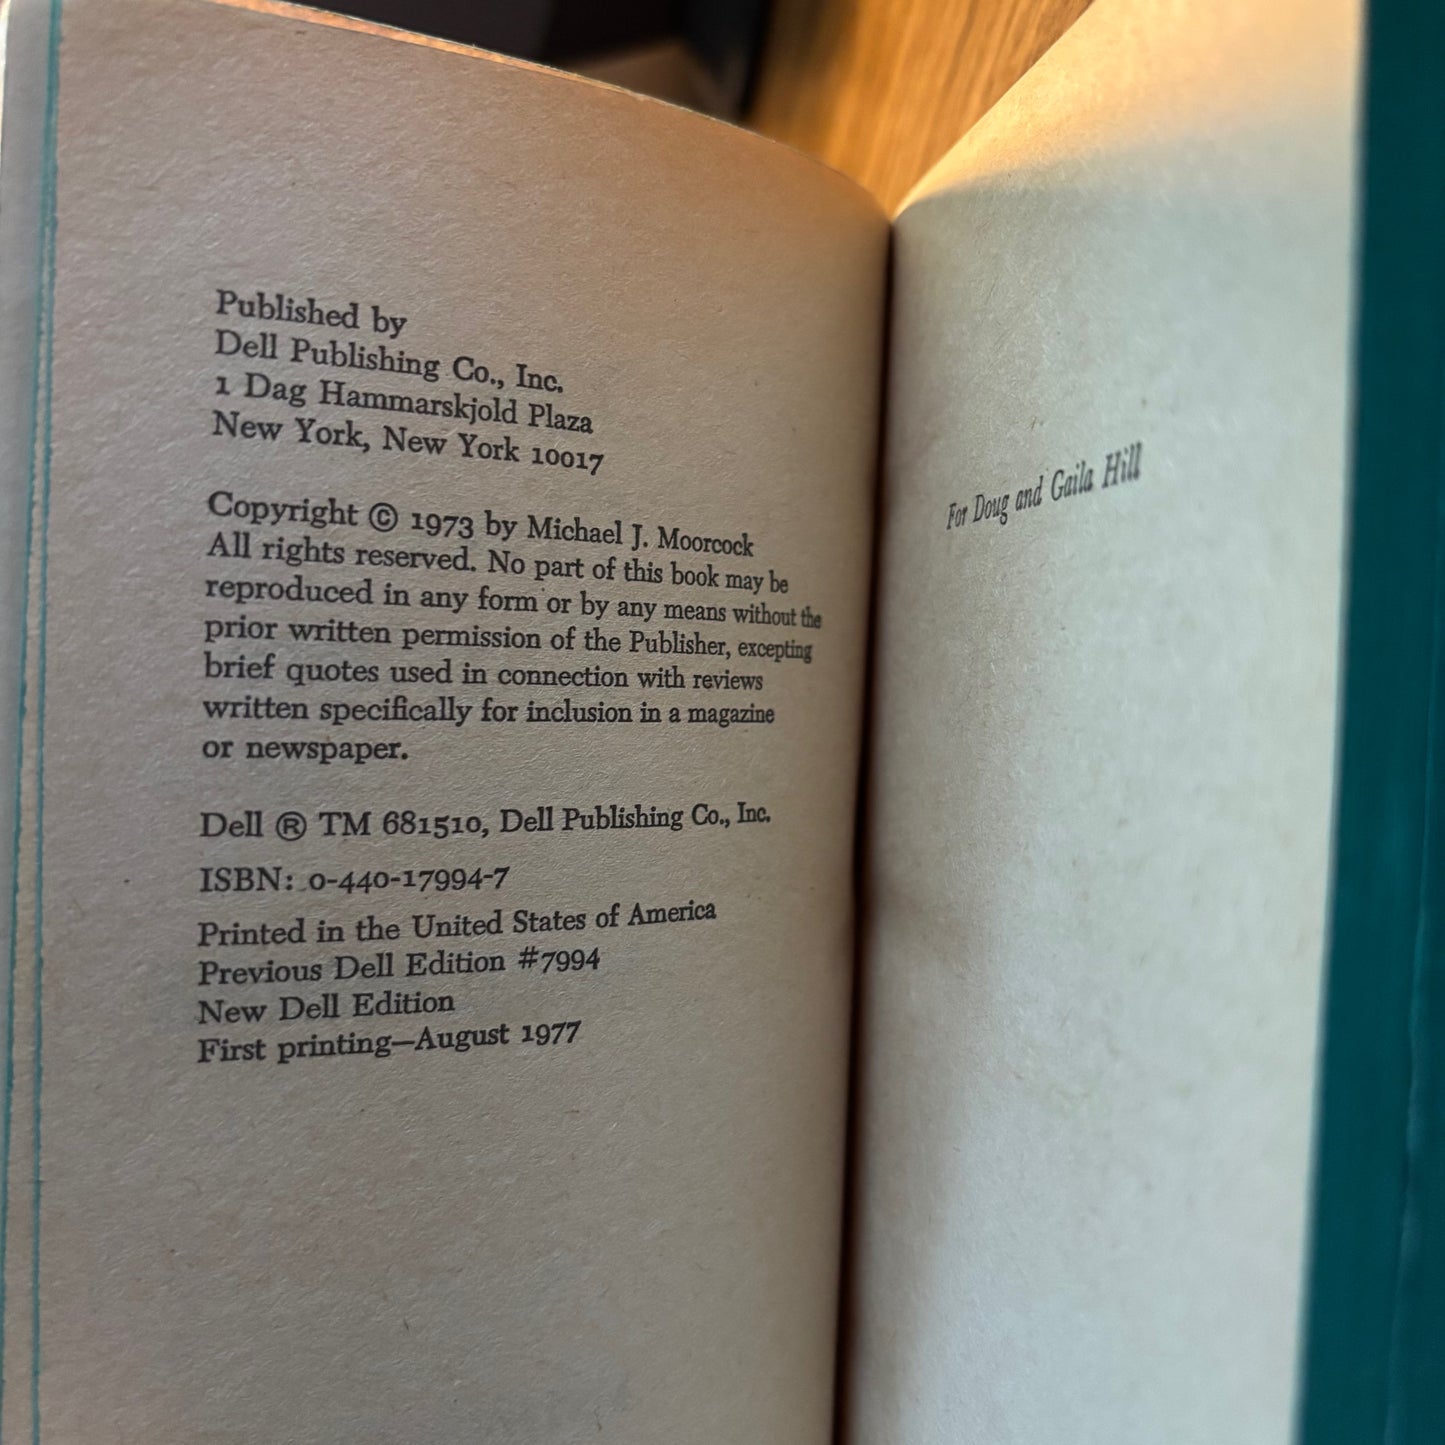 Published by
Dell Publishing Co., Inc.
1 Dag Hammarskjold Plaza
New York, New York 10017
Copyright © 1973 by Michael J. Moorcock
All rights reserved. No part of this book may be
reproduced in any form or by any means without the
prior written permission of the Publisher, excepting
brief quotes used in connection with reviews
written specifically for inclusion in a magazine
or newspaper.
Dell ® TM 681510, Dell Publishing Co., Inc.
ISBN: 0-440-17994-7
Printed in the United States of America
Previous Dell Edition #7994
New Dell Edition
First printing—August 1977
For Doug and Gaila Hill